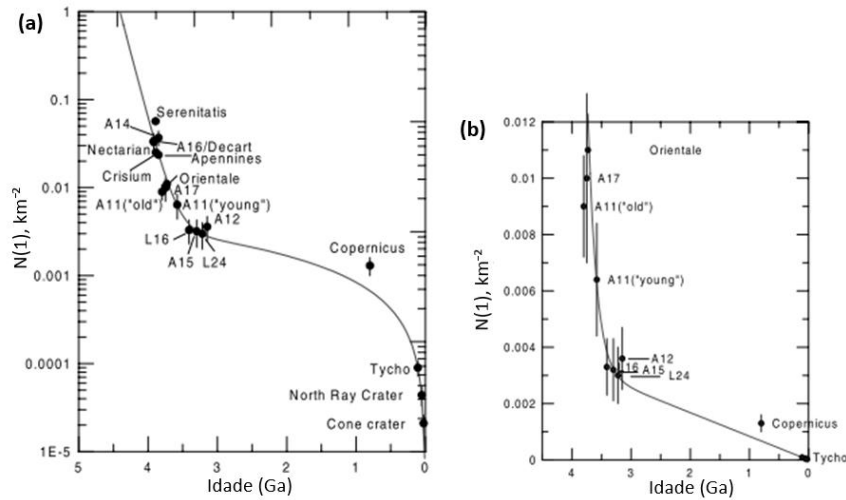 (a)
1
0.1
0.01
0.001
0.0001
1E-5
N(1), km⁻²
Serenitatis
A14
A16/Decart
Nectarian
Apennines
Crisium
Orientale
A17
A11("old")
A11("young")
A12
L16
A15
L24
Copernicus
Tycho
North Ray Crater
Cone crater
5
4
3
2
1
0
Idade (Ga)
(b)
0.012
0.01
0.008
0.006
0.004
0.002
0
N(1), km⁻²
Orientale
A17
A11("old")
A11("young")
A12
L16
A15
L24
Copernicus
Tycho
4
3
2
1
0
Idade (Ga)